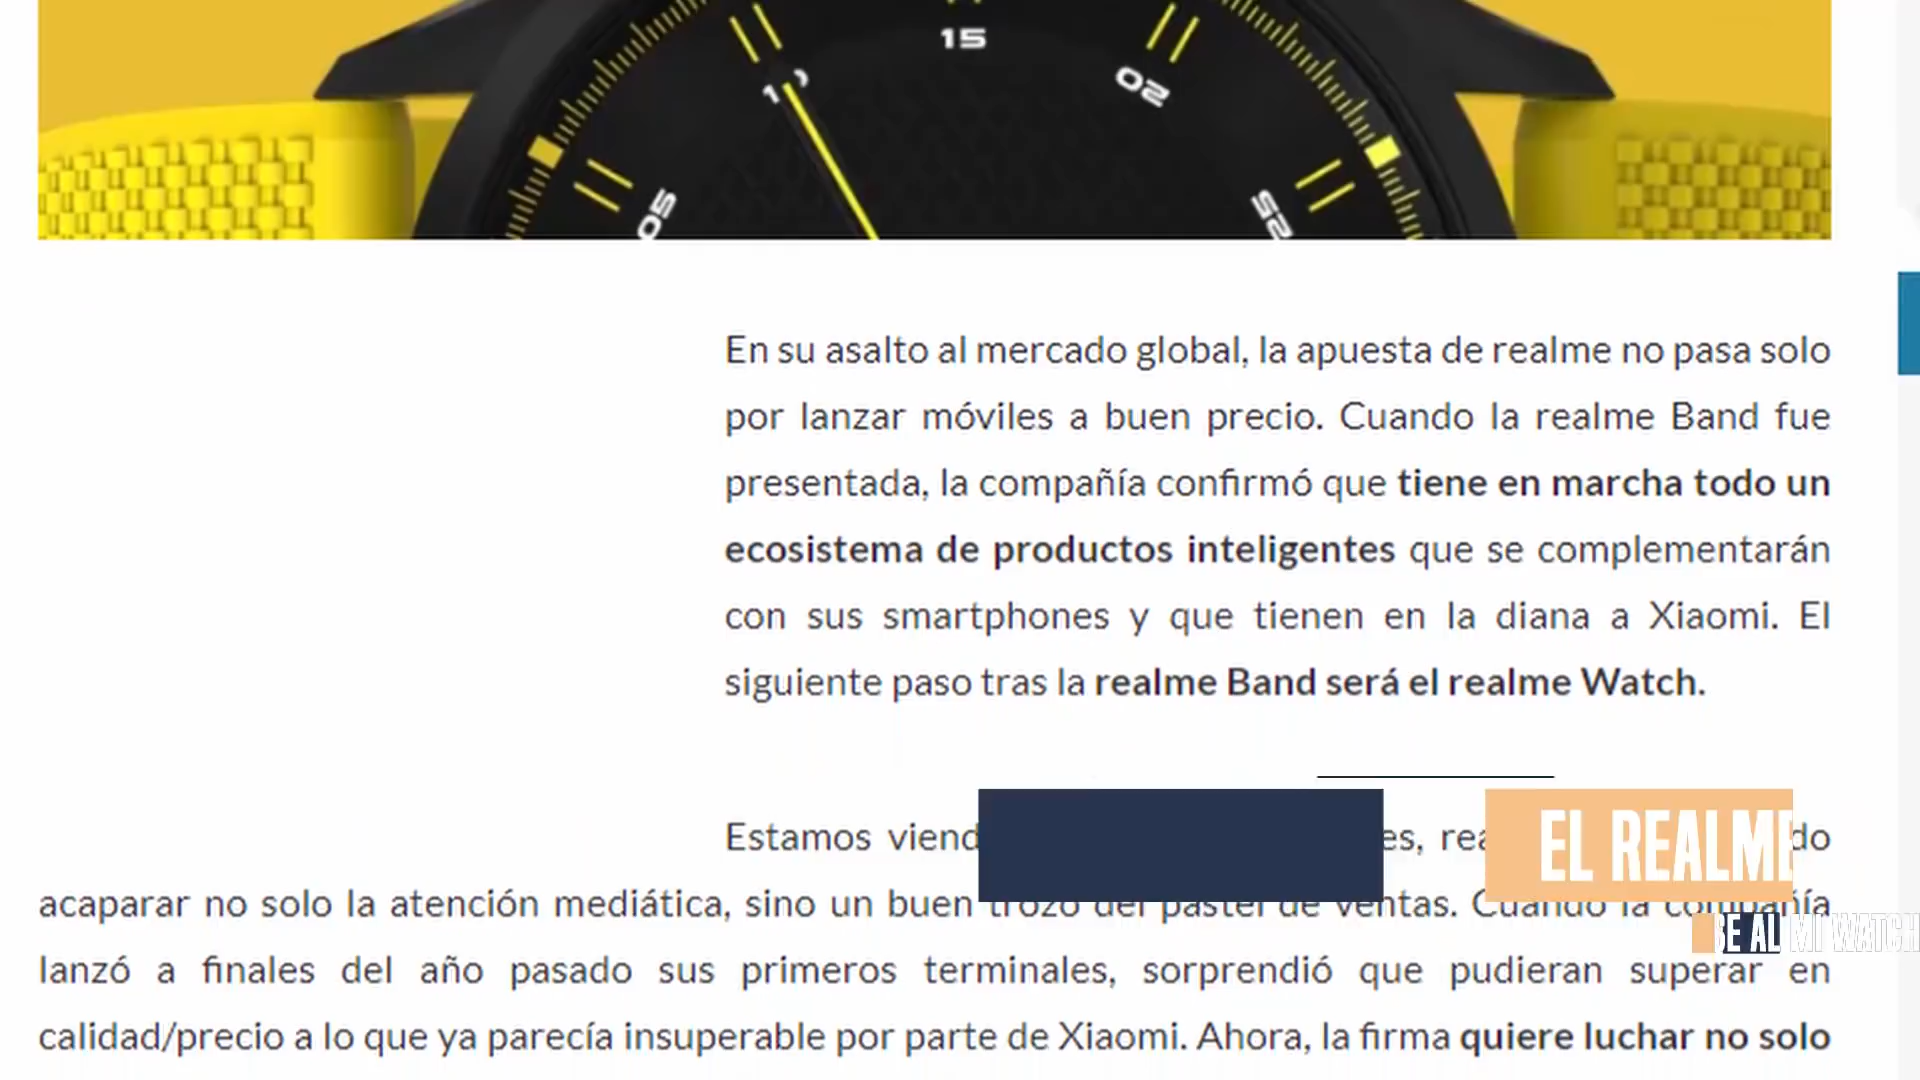 15
02
05
25
En su asalto al mercado global, la apuesta de realme no pasa solo
por lanzar móviles a buen precio. Cuando la realme Band fue
presentada, la compañía confirmó que tiene en marcha todo un
ecosistema de productos inteligentes que se complementarán
con sus smartphones y que tienen en la diana a Xiaomi. El
siguiente paso tras la realme Band será el realme Watch.
Estamos
EL REALME
acaparar no solo la atención mediática, sino un buen trozo del pastel de ventas. Cuando la compañía
AL MI WATCH
lanzó a finales del año pasado sus primeros terminales, sorprendió que pudieran superar en
calidad/precio a lo que ya parecía insuperable por parte de Xiaomi. Ahora, la firma quiere luchar no solo